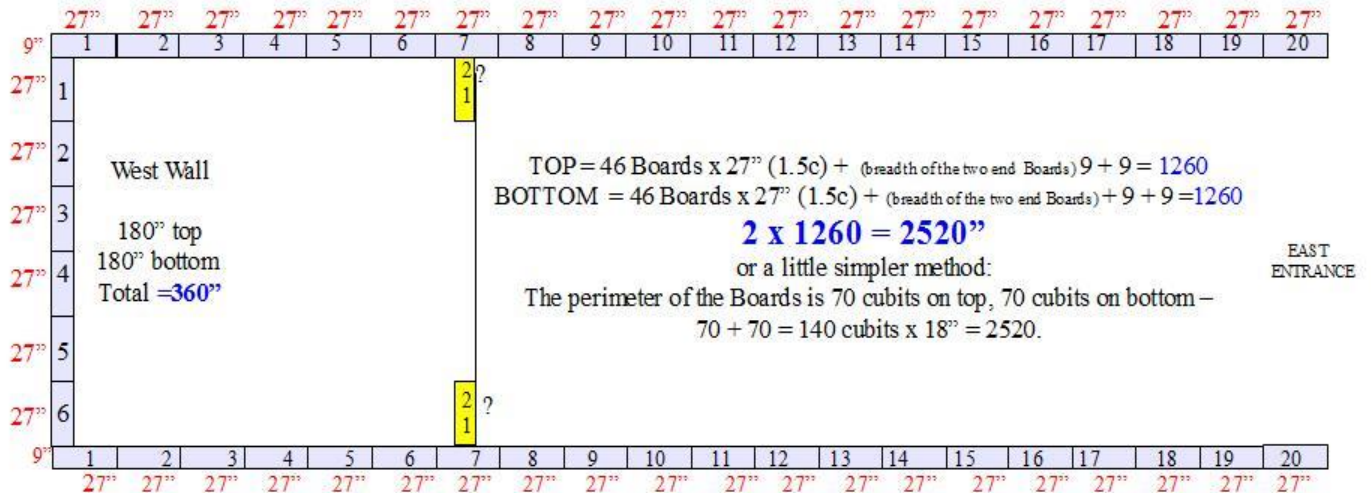 27” 27” 27” 27” 27” 27” 27” 27” 27” 27” 27” 27” 27” 27” 27” 27” 27” 27” 27” 27”
9” 1 2 3 4 5 6 7 8 9 10 11 12 13 14 15 16 17 18 19 20
27” 1
2 ?
1
27” 2
West Wall
27” 3
180” top
180” bottom
27” 4
Total =360”
27” 5
27” 6
2 ?
1
TOP = 46 Boards x 27” (1.5c) + (breadth of the two end Boards) 9 + 9 = 1260
BOTTOM = 46 Boards x 27” (1.5c) + (breadth of the two end Boards) + 9 + 9 =1260
2 x 1260 = 2520”
or a little simpler method:
The perimeter of the Boards is 70 cubits on top, 70 cubits on bottom –
70 + 70 = 140 cubits x 18” = 2520.
EAST
ENTRANCE
9” 1 2 3 4 5 6 7 8 9 10 11 12 13 14 15 16 17 18 19 20
27” 27” 27” 27” 27” 27” 27” 27” 27” 27” 27” 27” 27” 27” 27” 27” 27” 27” 27” 27”